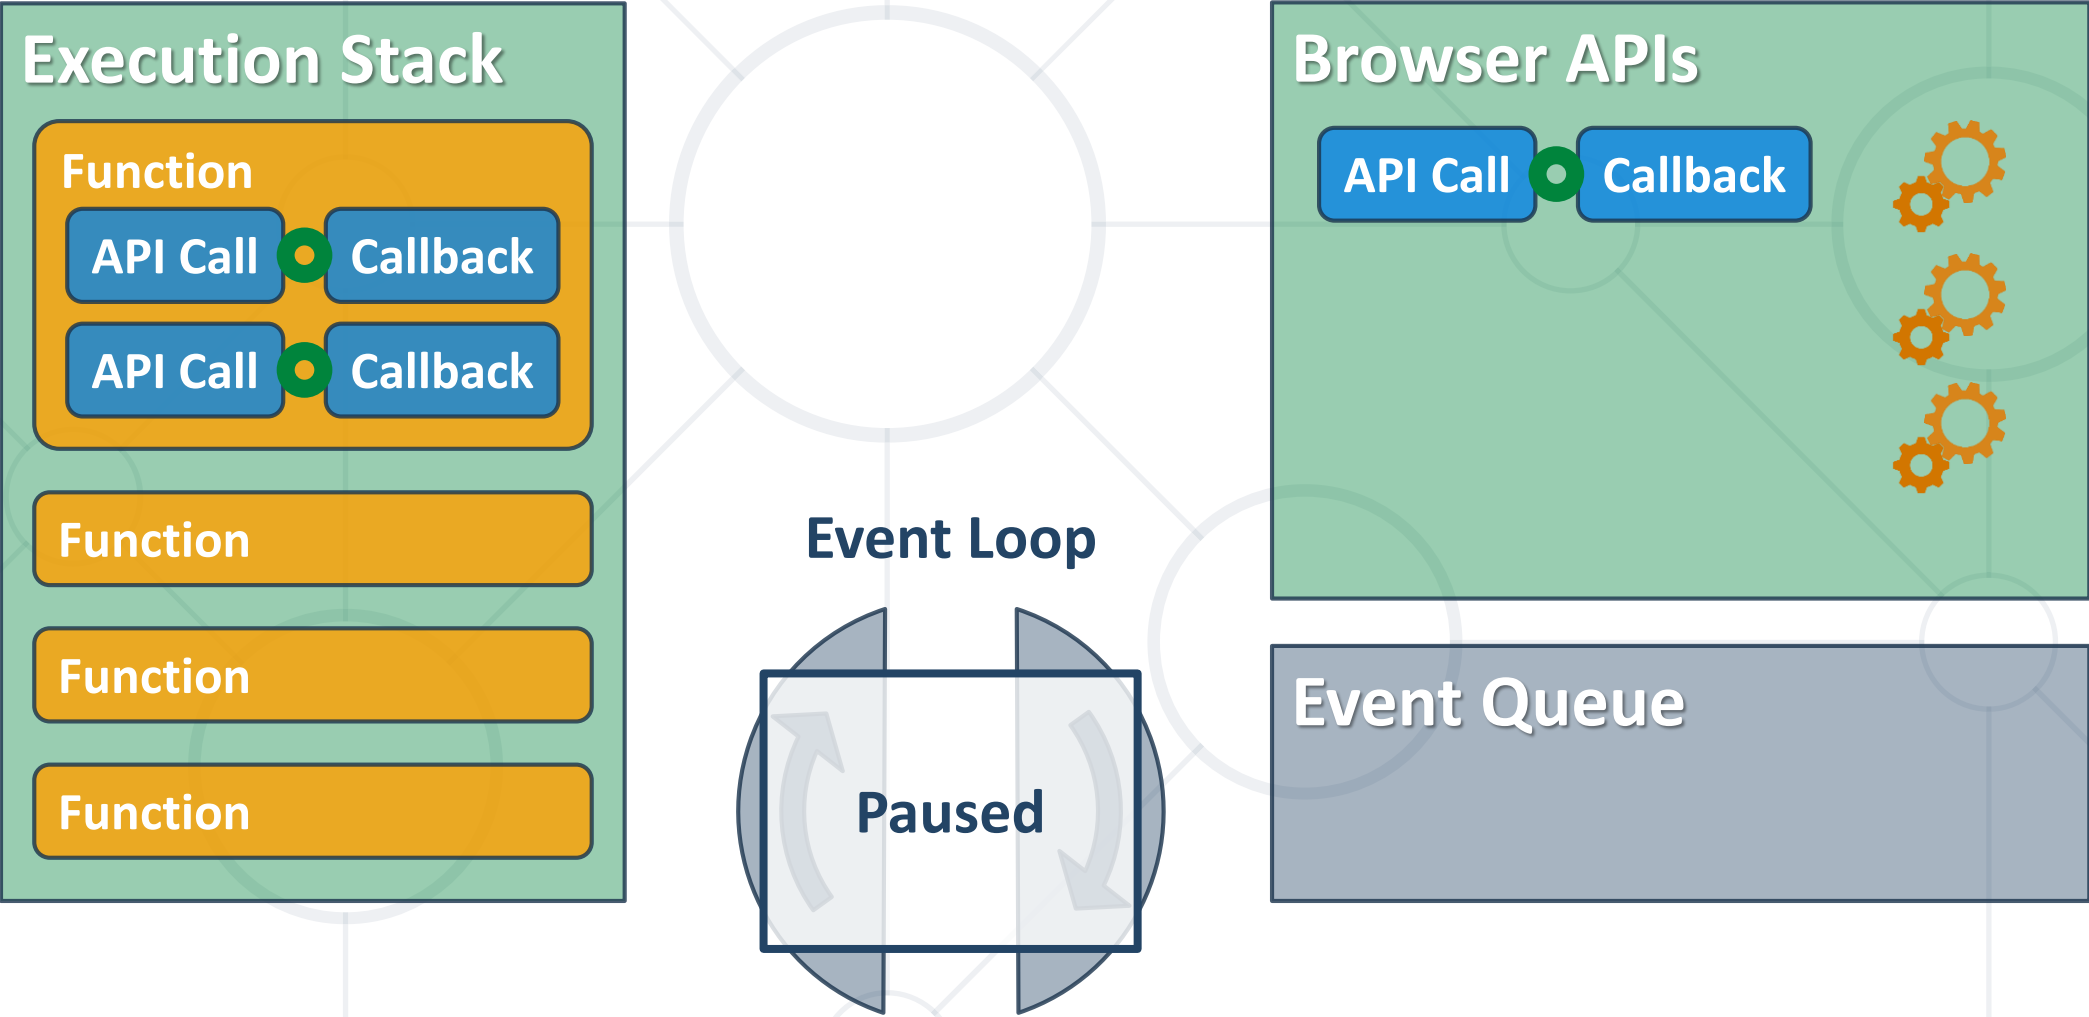 Execution Stack
Function
API Call Callback
API Call Callback
Function
Function
Function
Event Loop
Paused
Browser APIs
API Call Callback
Event Queue